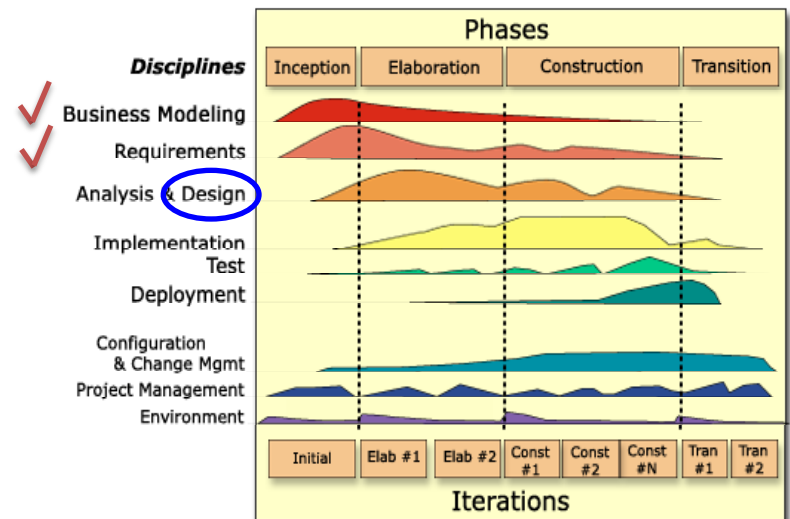 Phases
Disciplines Inception Elaboration Construction Transition
Business Modeling
Requirements
Analysis & Design
Implementation
Test
Deployment
Configuration
& Change Mgmt
Project Management
Environment
Initial Elab #1 Elab #2 Const #1 Const #2 Const #N Tran #1 Tran #2
Iterations